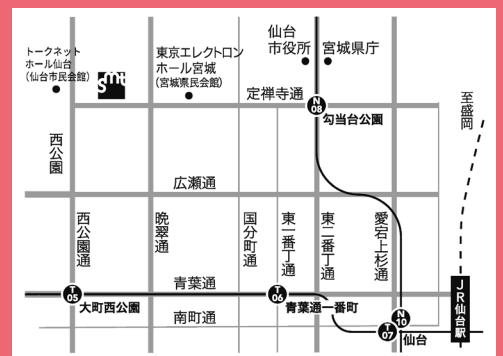 トークネット
ホール仙台
(仙台市民会館)
smt
東京エレクトロン
ホール宮城
(宮城県民会館)
仙台
市役所
宮城県庁
定禅寺通
N
08
勾当台公園
至盛岡
西公園
広瀬通
西公園通
晩翠通
国分町通
東一番丁通
東二番丁通
愛宕上杉通
青葉通
T
05
大町西公園
T
06
青葉通一番町
南町通
N
10
T
07
仙台
JR仙台駅